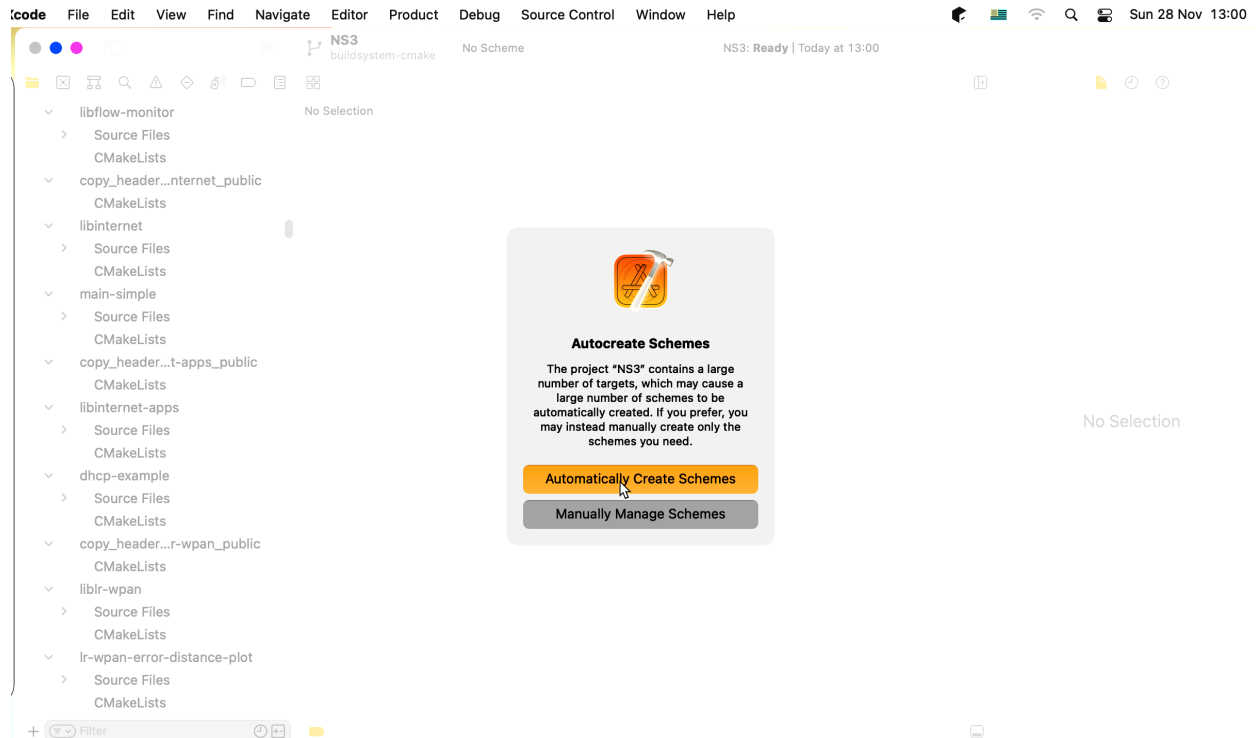 Xcode File Edit View Find Navigate Editor Product Debug Source Control Window Help Sun 28 Nov 13:00
NS3
buildsystem-cmake
No Scheme
NS3: Ready | Today at 13:00
No Selection
libflow-monitor
Source Files
CMakeLists
copy_header...nternet_public
CMakeLists
libinternet
Source Files
CMakeLists
main-simple
Source Files
CMakeLists
copy_header...t-apps_public
CMakeLists
libinternet-apps
Source Files
CMakeLists
dhcp-example
Source Files
CMakeLists
copy_header...r-wpan_public
CMakeLists
liblr-wpan
Source Files
CMakeLists
lr-wpan-error-distance-plot
Source Files
CMakeLists
Filter
Autocreate Schemes
The project “NS3” contains a large
number of targets, which may cause a
large number of schemes to be
automatically created. If you prefer, you
may instead manually create only the
schemes you need.
Automatically Create Schemes
Manually Manage Schemes
No Selection